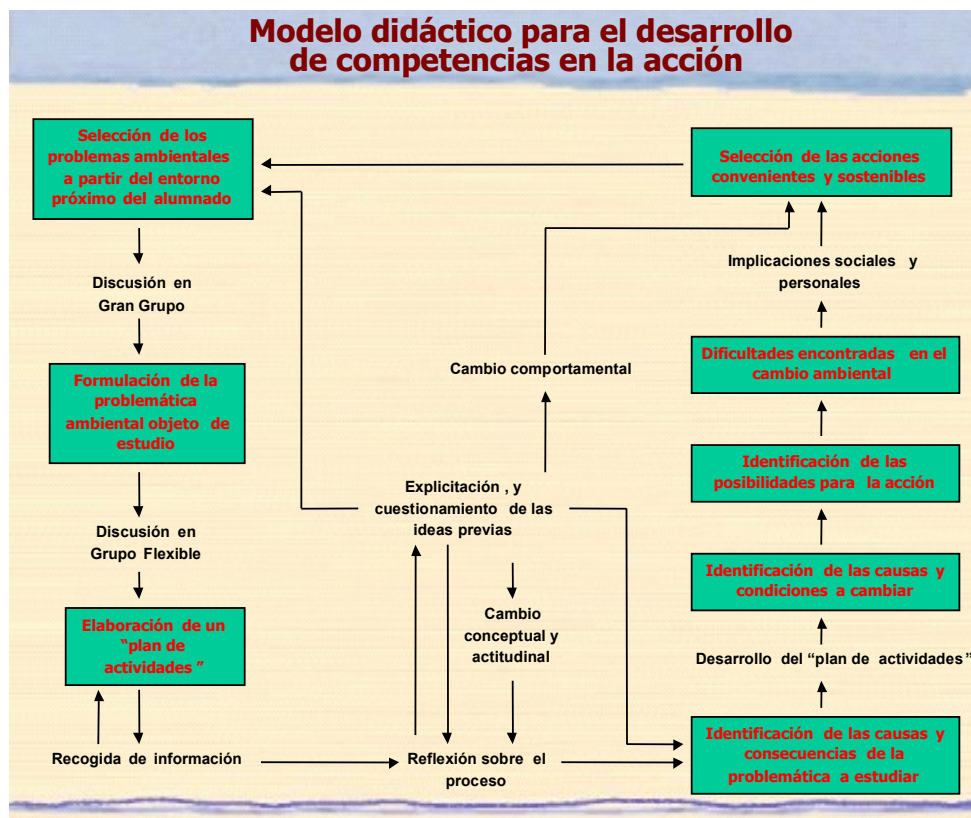 Modelo didáctico para el desarrollo
de competencias en la acción
Selección de los
problemas ambientales
a partir del entorno
próximo del alumnado
Discusión en
Gran Grupo
Formulación de la
problemática
ambiental objeto de
estudio
Discusión en
Grupo Flexible
Elaboración de un
“plan de
actividades ”
Recogida de información
Cambio comportamental
Explicitación , y
cuestionamiento de las
ideas previas
Cambio
conceptual y
actitudinal
Reflexión sobre el
proceso
Selección de las acciones
convenientes y sostenibles
Implicaciones sociales y
personales
Dificultades encontradas en el
cambio ambiental
Identificación de las
posibilidades para la acción
Identificación de las causas y
condiciones a cambiar
Desarrollo del “plan de actividades”
Identificación de las causas y
consecuencias de la
problemática a estudiar